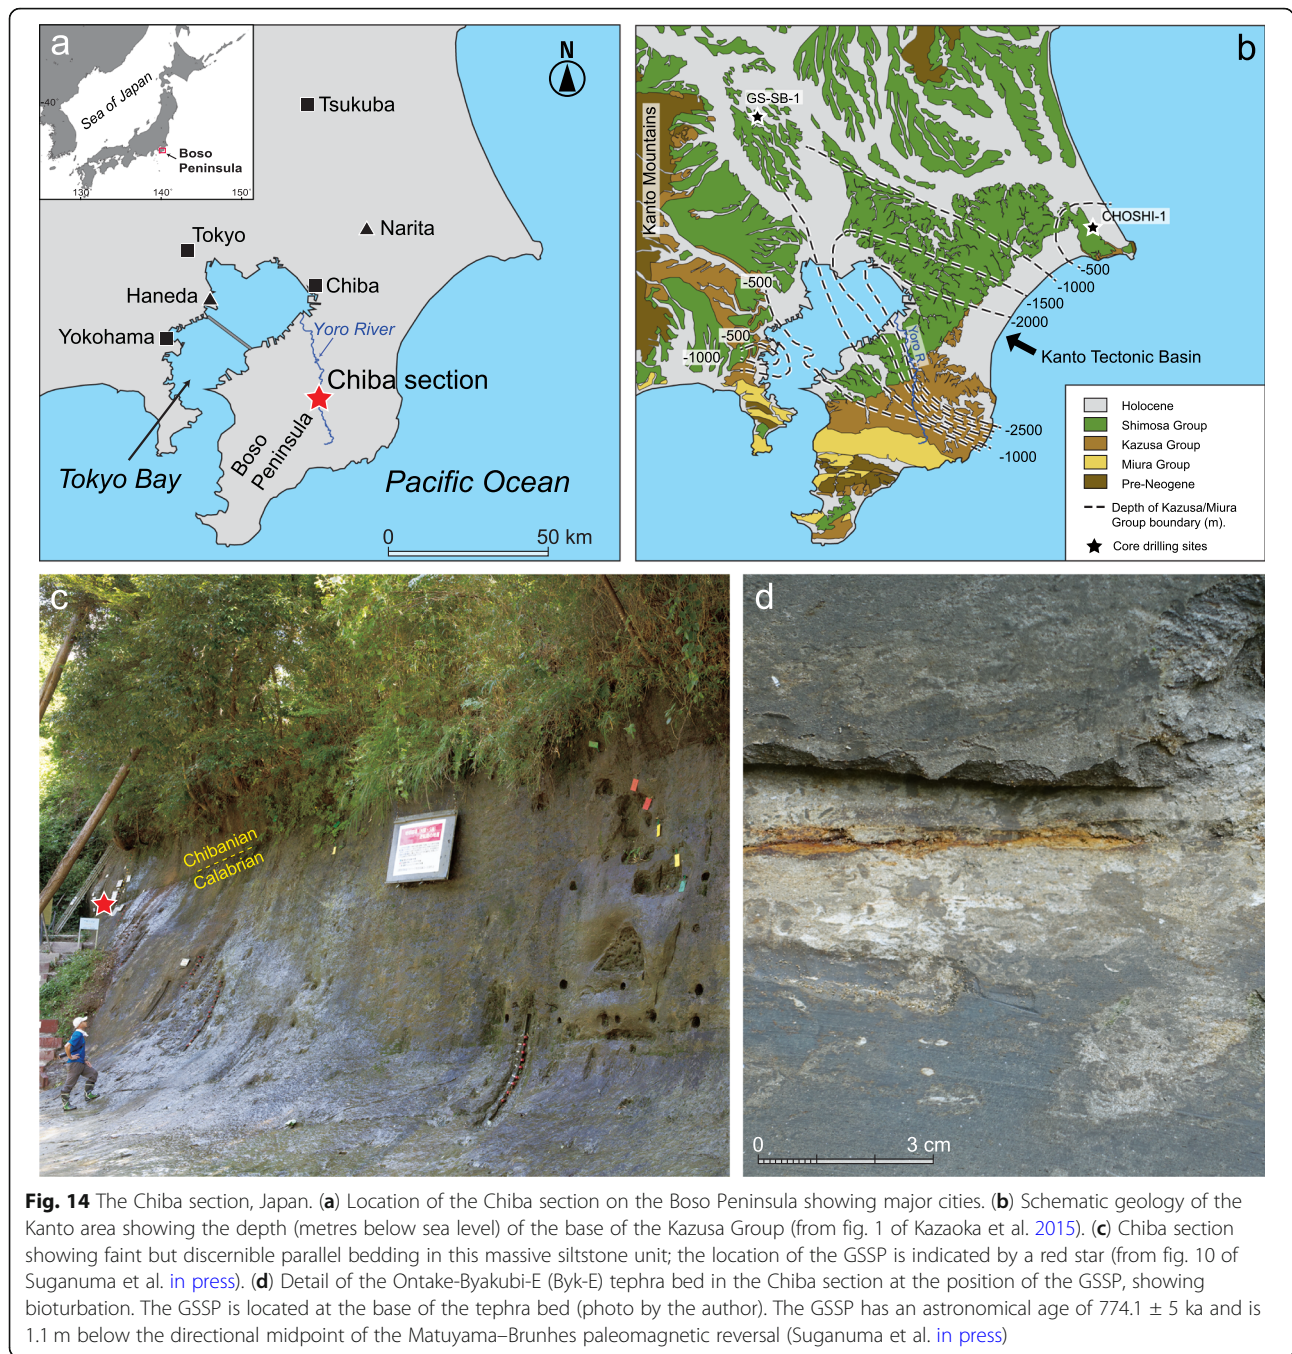 a
N
Sea of Japan
40°
Boso
Peninsula
130°
140°
150°
Tsukuba
Narita
Tokyo
Haneda
Chiba
Yokohama
Yoro River
Chiba section
Boso
Peninsula
Tokyo Bay
Pacific Ocean
0 50 km
b
GS-SB-1
Kanto Mountains
CHOSHI-1
-500
-1000
-1500
-2000
Kanto Tectonic Basin
-500
-500
-1000
Yoro R.
-2500
-1000
Holocene
Shimosa Group
Kazusa Group
Miura Group
Pre-Neogene
Depth of Kazusa/Miura
Group boundary (m).
Core drilling sites
c
Chibanian
Calabrian
d
0 3 cm
Fig. 14 The Chiba section, Japan. (a) Location of the Chiba section on the Boso Peninsula showing major cities. (b) Schematic geology of the
Kanto area showing the depth (metres below sea level) of the base of the Kazusa Group (from fig. 1 of Kazaoka et al. 2015). (c) Chiba section
showing faint but discernible parallel bedding in this massive siltstone unit; the location of the GSSP is indicated by a red star (from fig. 10 of
Suganuma et al. in press). (d) Detail of the Ontake-Byakubi-E (Byk-E) tephra bed in the Chiba section at the position of the GSSP, showing
bioturbation. The GSSP is located at the base of the tephra bed (photo by the author). The GSSP has an astronomical age of 774.1 ± 5 ka and is
1.1 m below the directional midpoint of the Matuyama–Brunhes paleomagnetic reversal (Suganuma et al. in press)